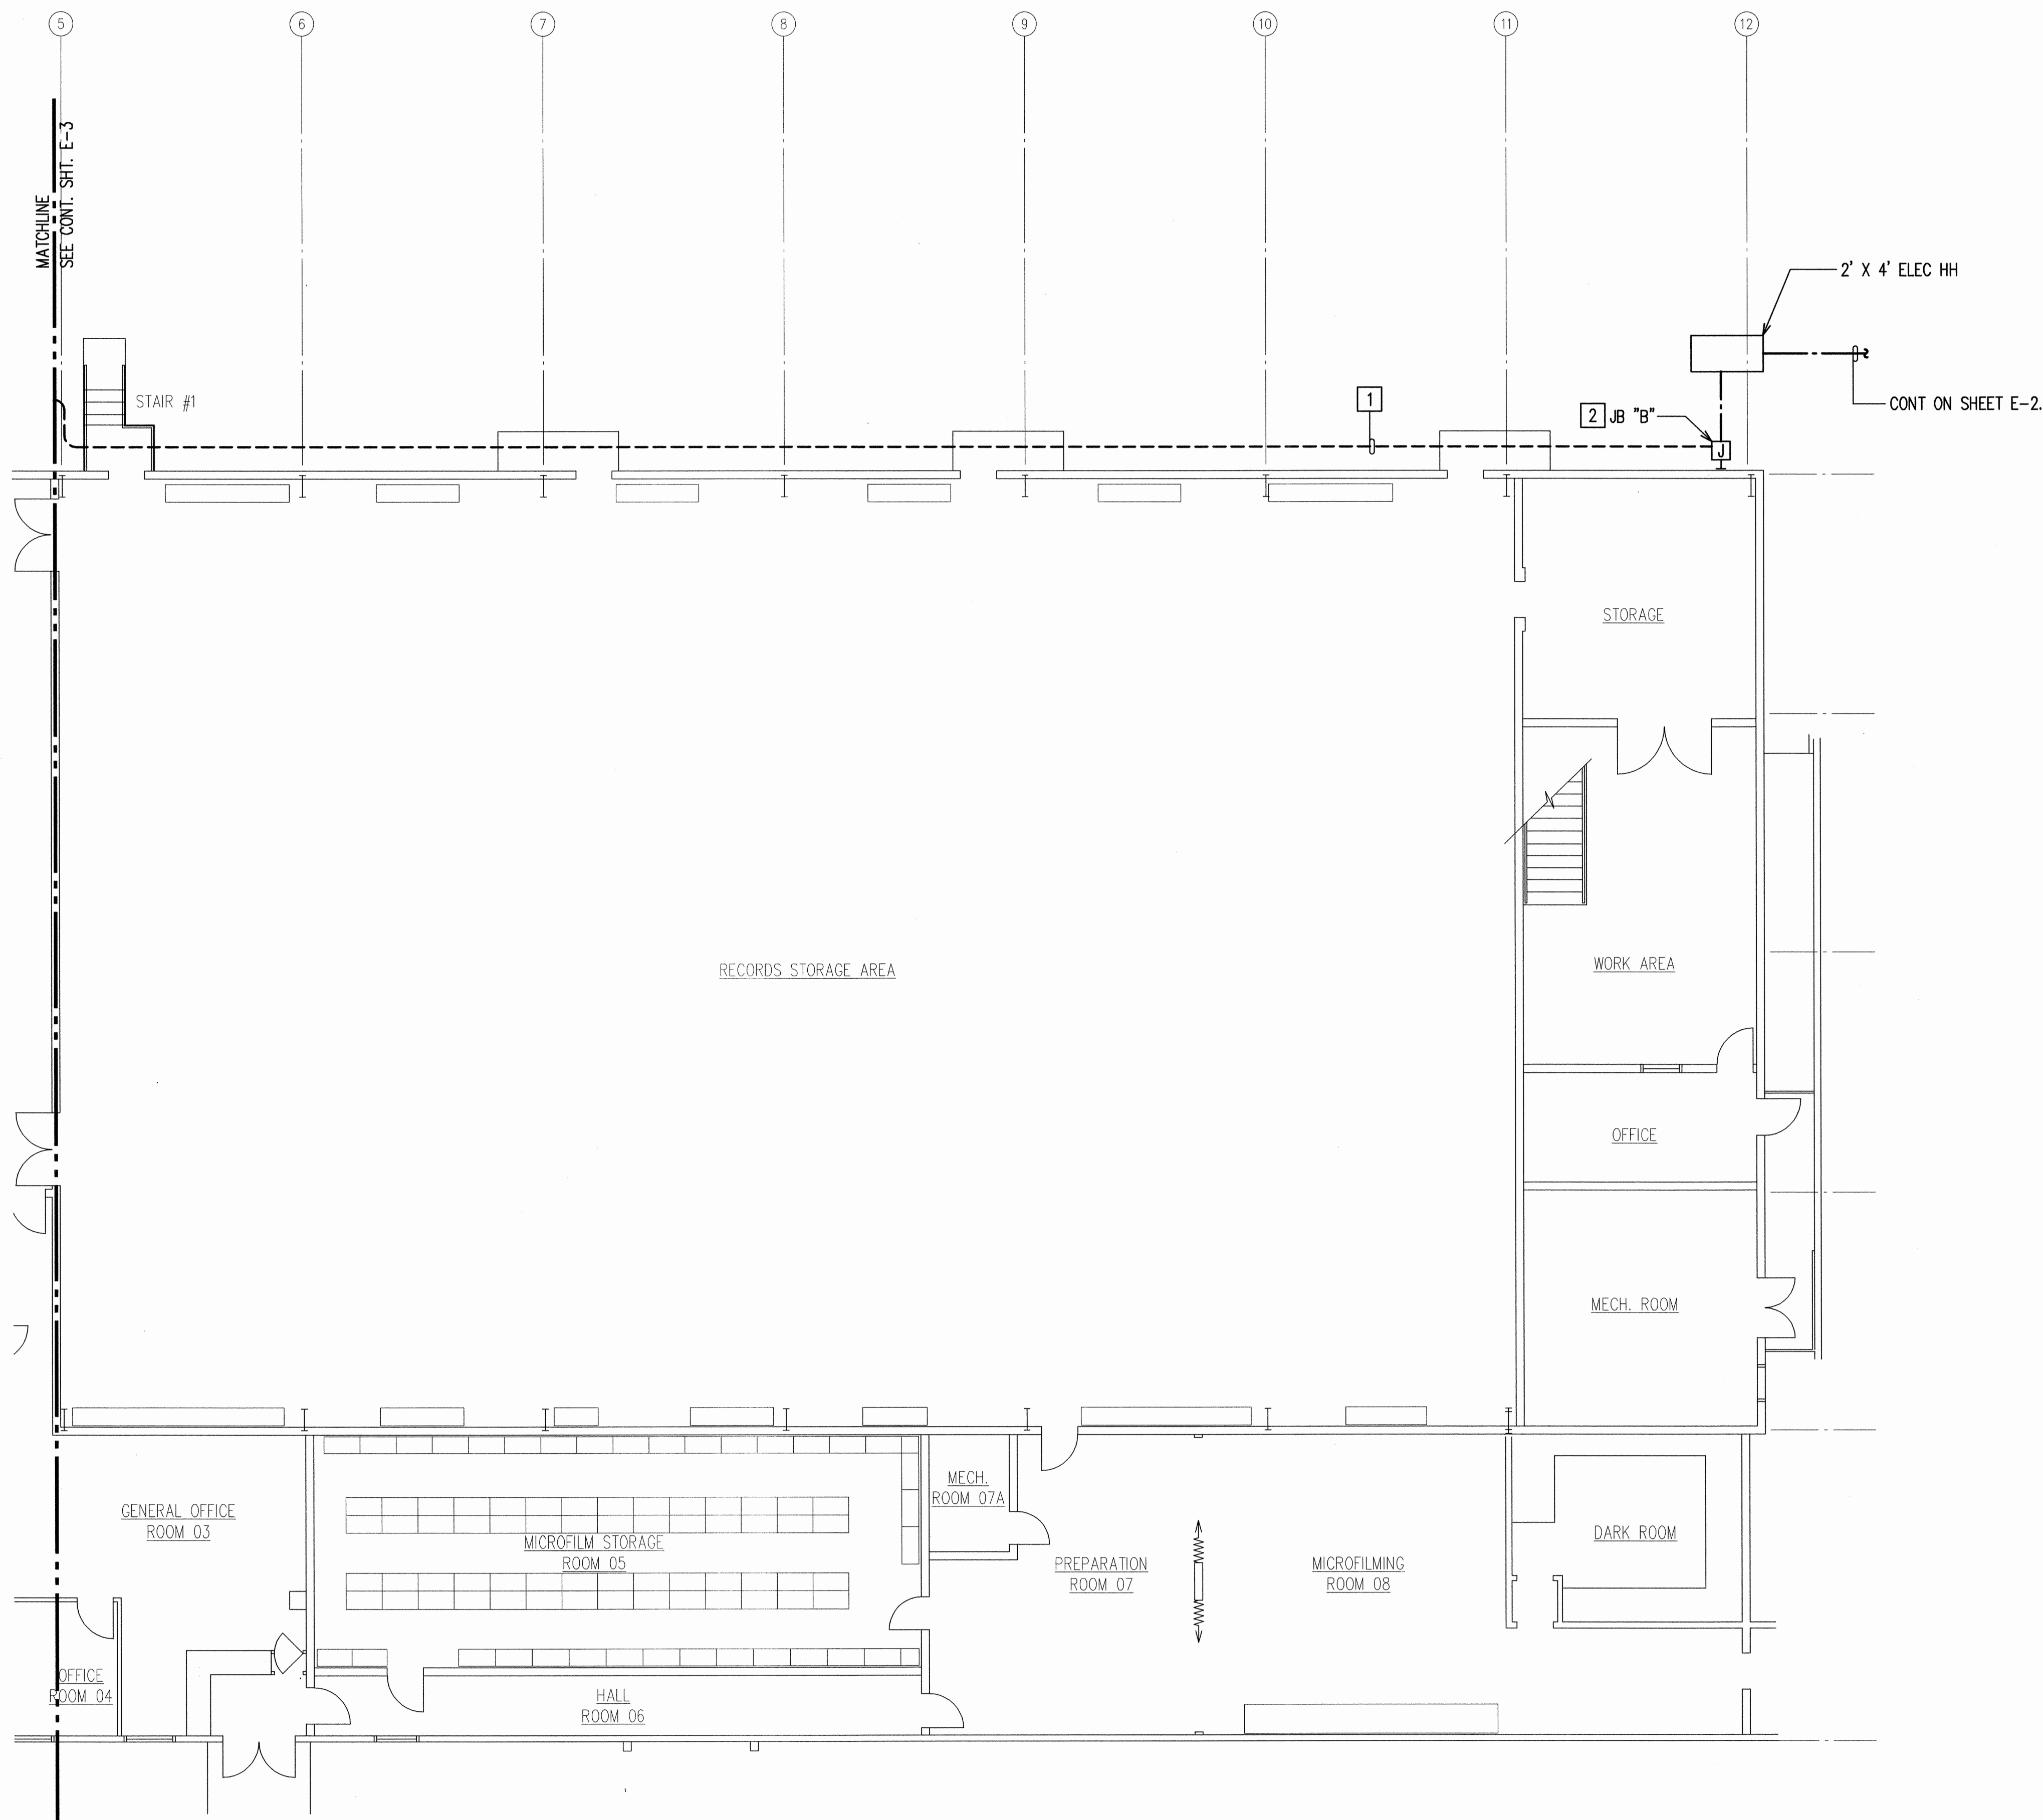 5 6 7 8 9 10 11 12
MATCHLINE
SEE CONT. SHT. E-3
2' X 4' ELEC HH
STAIR #1
1
2 JB "B"
CONT ON SHEET E-2.
J
STORAGE
RECORDS STORAGE AREA
WORK AREA
OFFICE
MECH. ROOM
GENERAL OFFICE
ROOM 03
MICROFILM STORAGE
ROOM 05
MECH.
ROOM 07A
PREPARATION
ROOM 07
MICROFILMING
ROOM 08
DARK ROOM
OFFICE
ROOM 04
HALL
ROOM 06